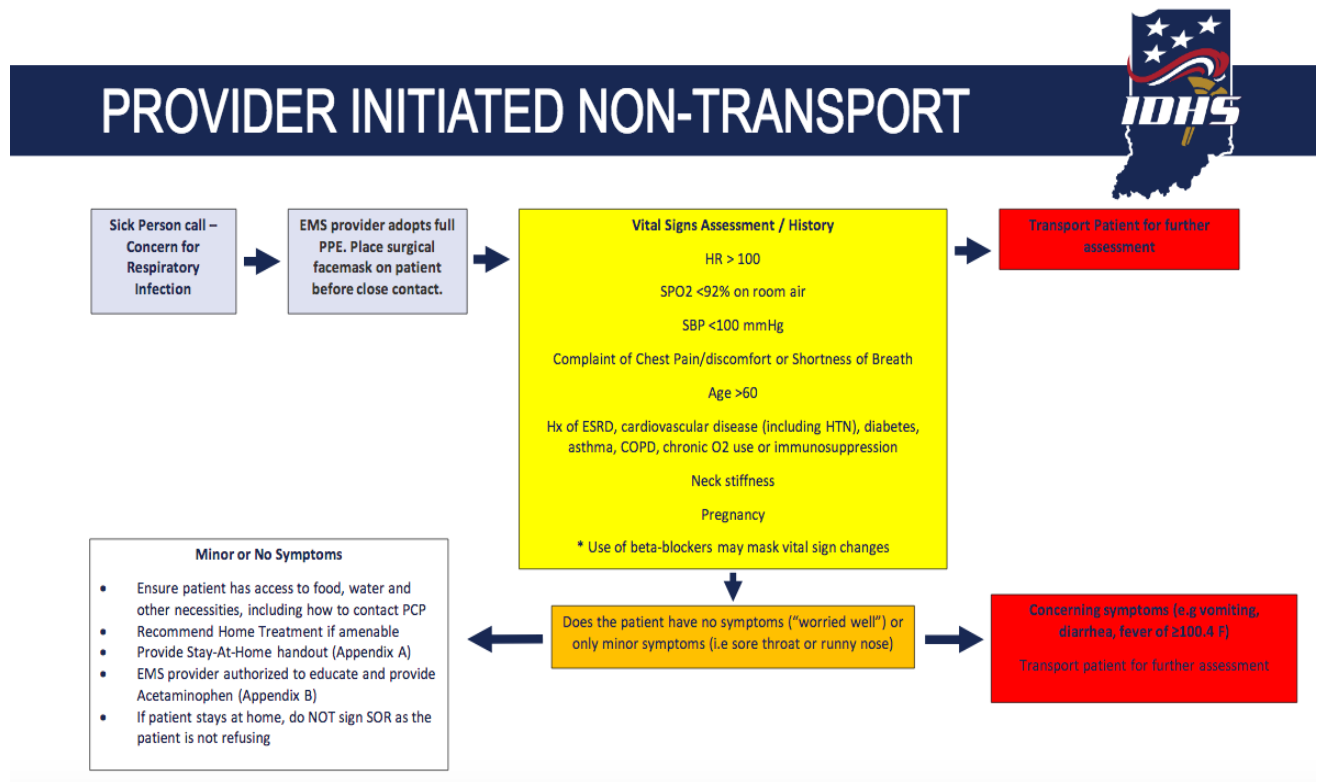 PROVIDER INITIATED NON-TRANSPORT
IDHS
Sick Person call –
Concern for
Respiratory
Infection
EMS provider adopts full
PPE. Place surgical
facemask on patient
before close contact.
Vital Signs Assessment / History
HR > 100
SPO2 <92% on room air
SBP <100 mmHg
Complaint of Chest Pain/discomfort or Shortness of Breath
Age >60
Hx of ESRD, cardiovascular disease (including HTN), diabetes,
asthma, COPD, chronic O2 use or immunosuppression
Neck stiffness
Pregnancy
* Use of beta-blockers may mask vital sign changes
Transport Patient for further
assessment
Does the patient have no symptoms ("worried well") or
only minor symptoms (i.e sore throat or runny nose)
Minor or No Symptoms
• Ensure patient has access to food, water and
other necessities, including how to contact PCP
• Recommend Home Treatment if amenable
• Provide Stay-At-Home handout (Appendix A)
• EMS provider authorized to educate and provide
Acetaminophen (Appendix B)
• If patient stays at home, do NOT sign SOR as the
patient is not refusing
Concerning symptoms (e.g vomiting,
diarrhea, fever of ≥100.4 F)
Transport patient for further assessment